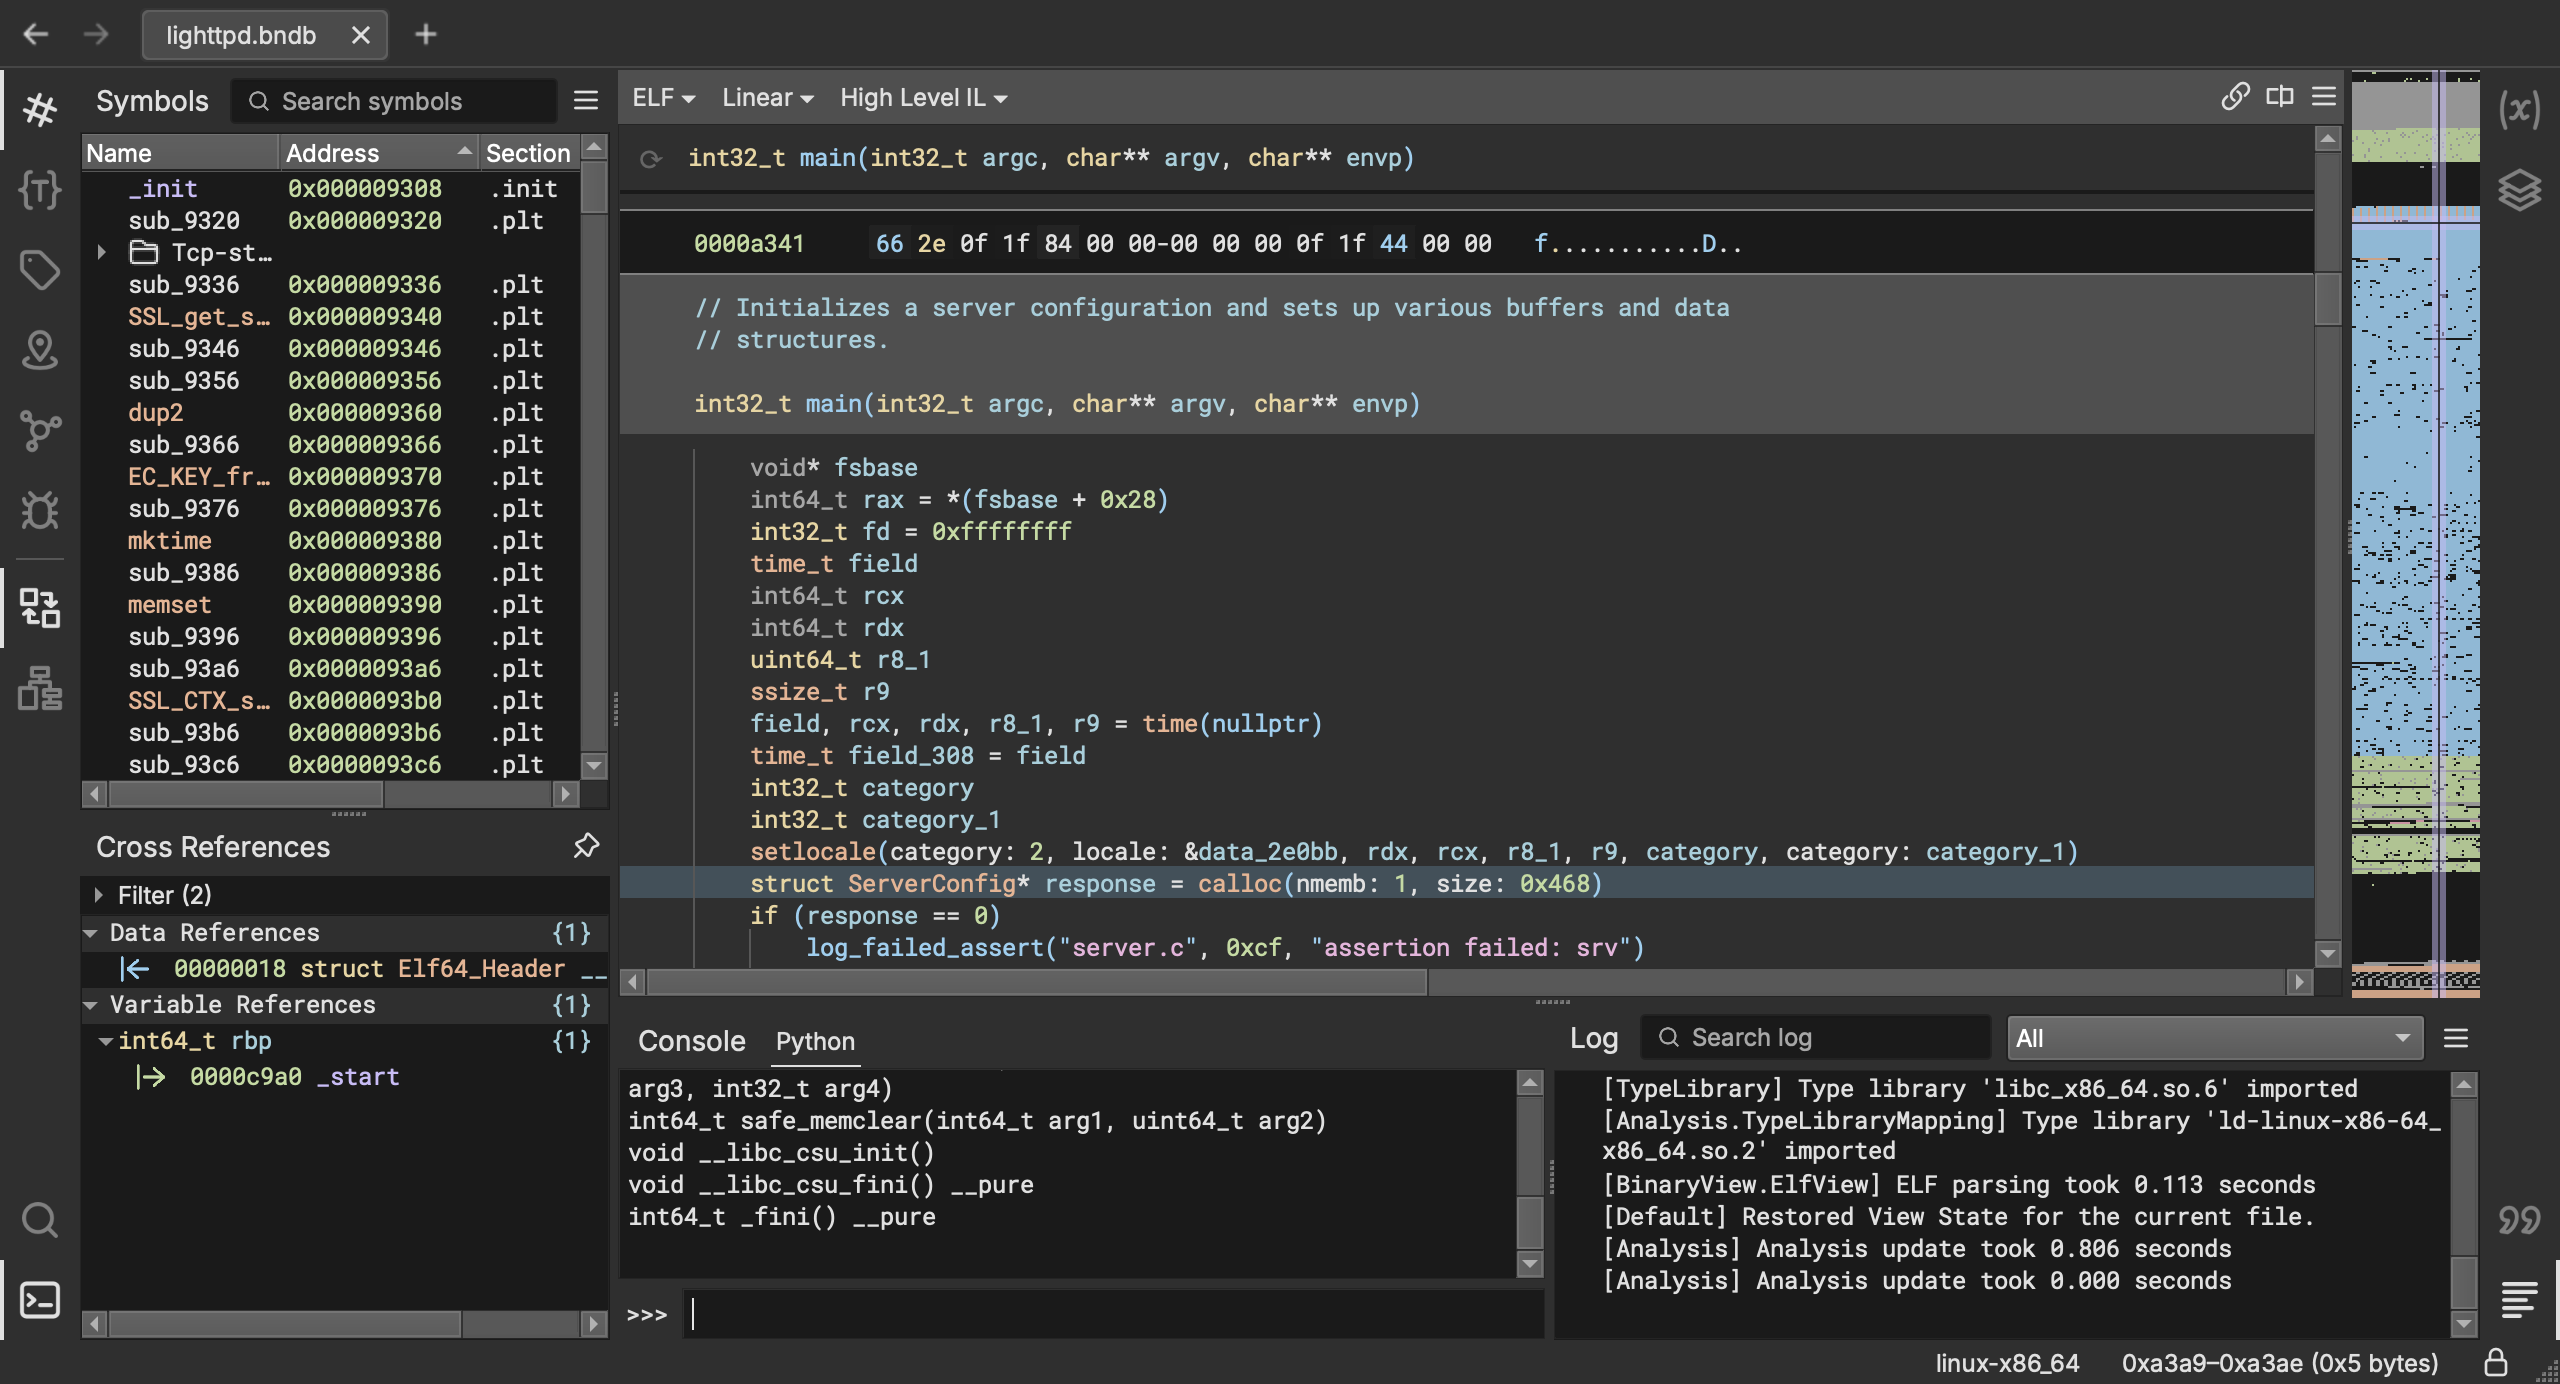 lighttpd.bndb
Symbols
Search symbols
Name Address Section
_init 0x000009308 .init
sub_9320 0x000009320 .plt
Tcp-st…
sub_9336 0x000009336 .plt
SSL_get_s… 0x000009340 .plt
sub_9346 0x000009346 .plt
sub_9356 0x000009356 .plt
dup2 0x000009360 .plt
sub_9366 0x000009366 .plt
EC_KEY_fr… 0x000009370 .plt
sub_9376 0x000009376 .plt
mktime 0x000009380 .plt
sub_9386 0x000009386 .plt
memset 0x000009390 .plt
sub_9396 0x000009396 .plt
sub_93a6 0x0000093a6 .plt
SSL_CTX_s… 0x0000093b0 .plt
sub_93b6 0x0000093b6 .plt
sub_93c6 0x0000093c6 .plt
Cross References
Filter (2)
Data References {1}
00000018 struct Elf64_Header __
Variable References {1}
int64_t rbp {1}
0000c9a0 _start
ELF Linear High Level IL
int32_t main(int32_t argc, char** argv, char** envp)
0000a341 66 2e 0f 1f 84 00 00-00 00 00 0f 1f 44 00 00 f...........D..
// Initializes a server configuration and sets up various buffers and data
// structures.
int32_t main(int32_t argc, char** argv, char** envp)
void* fsbase
int64_t rax = *(fsbase + 0x28)
int32_t fd = 0xffffffff
time_t field
int64_t rcx
int64_t rdx
uint64_t r8_1
ssize_t r9
field, rcx, rdx, r8_1, r9 = time(nullptr)
time_t field_308 = field
int32_t category
int32_t category_1
setlocale(category: 2, locale: &data_2e0bb, rdx, rcx, r8_1, r9, category, category: category_1)
struct ServerConfig* response = calloc(nmemb: 1, size: 0x468)
if (response == 0)
log_failed_assert("server.c", 0xcf, "assertion failed: srv")
Console Python
arg3, int32_t arg4)
int64_t safe_memclear(int64_t arg1, uint64_t arg2)
void __libc_csu_init()
void __libc_csu_fini() __pure
int64_t _fini() __pure
>>>
Log
Search log
All
[TypeLibrary] Type library 'libc_x86_64.so.6' imported
[Analysis.TypeLibraryMapping] Type library 'ld-linux-x86-64_
x86_64.so.2' imported
[BinaryView.ElfView] ELF parsing took 0.113 seconds
[Default] Restored View State for the current file.
[Analysis] Analysis update took 0.806 seconds
[Analysis] Analysis update took 0.000 seconds
linux-x86_64 0xa3a9–0xa3ae (0x5 bytes)